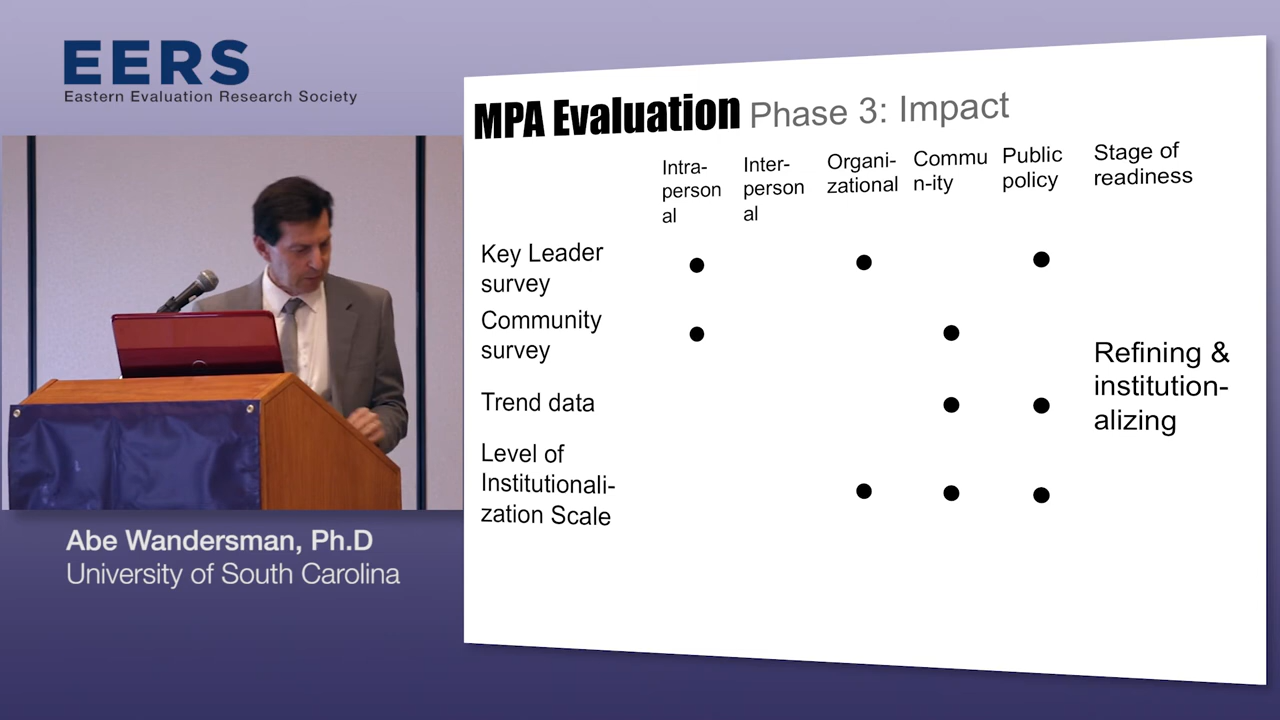 EERS
Eastern Evaluation Research Society
MPA Evaluation Phase 3: Impact
Intra-
person
al
Inter-
person
al
Organi-
zational
Commu
n-ity
Public
policy
Stage of
readiness
Key Leader
survey
Community
survey
Trend data
Level of
Institutionali-
zation Scale
Refining &
institution-
alizing
Abe Wandersman, Ph.D
University of South Carolina